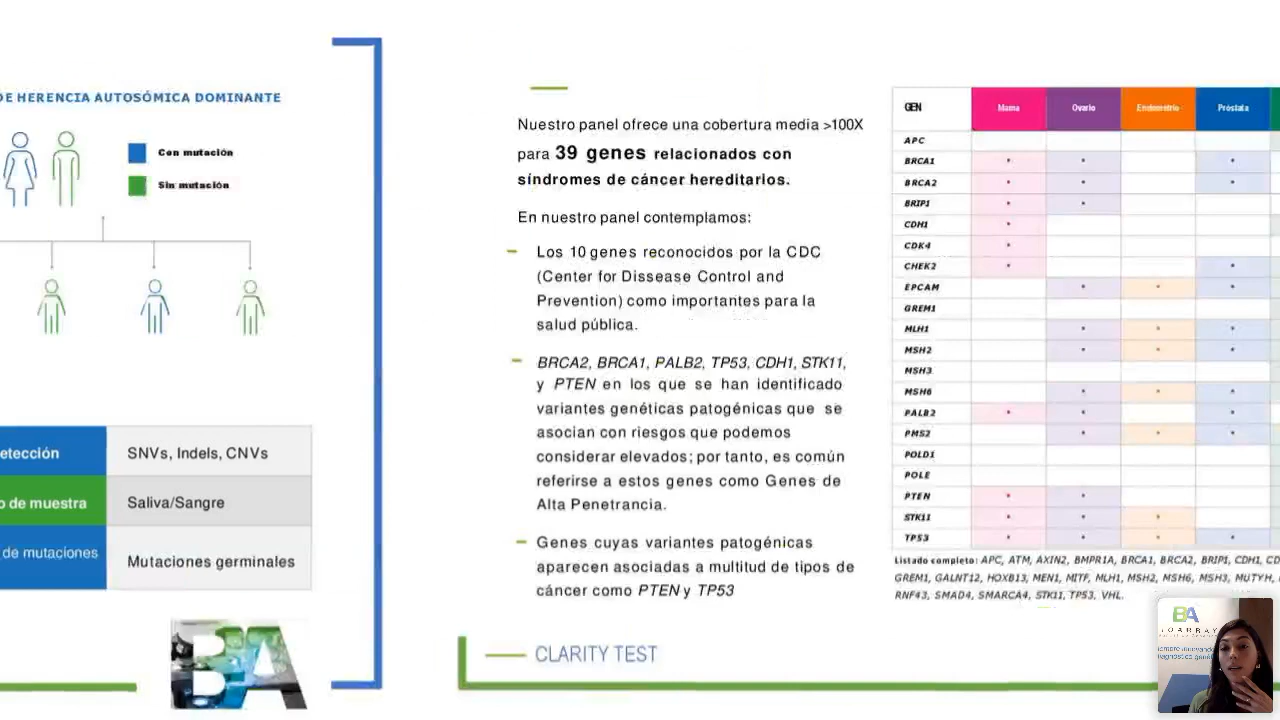 DE HERENCIA AUTOSÓMICA DOMINANTE
Con mutación
Sin mutación
etección
SNVs, Indels, CNVs
o de muestra
Saliva/Sangre
de mutaciones
Mutaciones germinales
BA
Nuestro panel ofrece una cobertura media >100X
para 39 genes relacionados con
síndromes de cáncer hereditarios.
En nuestro panel contemplamos:
Los 10 genes reconocidos por la CDC
(Center for Dissease Control and
Prevention) como importantes para la
salud pública.
BRCA2, BRCA1, PALB2, TP53, CDH1, STK11,
y PTEN en los que se han identificado
variantes genéticas patogénicas que se
asocian con riesgos que podemos
considerar elevados; por tanto, es común
referirse a estos genes como Genes de
Alta Penetrancia.
Genes cuyas variantes patogénicas
aparecen asociadas a multitud de tipos de
cáncer como PTEN y TP53
CLARITY TEST
GEN Mama Ovario Endometrio Próstata
APC
BRCA1
BRCA2
BRIP1
CDH1
CDK4
CHEK2
EPCAM
GREM1
MLH1
MSH2
MSH3
MSH6
PALB2
PMS2
POLD1
POLE
PTEN
STK11
TP53
Listado completo: APC, ATM, AXIN2, BMPR1A, BRCA1, BRCA2, BRIP1, CDH1, CD
GREM1, GALNT12, HOXB13, MEN1, MITF, MLH1, MSH2, MSH6, MSH3, MUTYH,
RNF43, SMAD4, SMARCA4, STK11, TP53, VHL.
BA